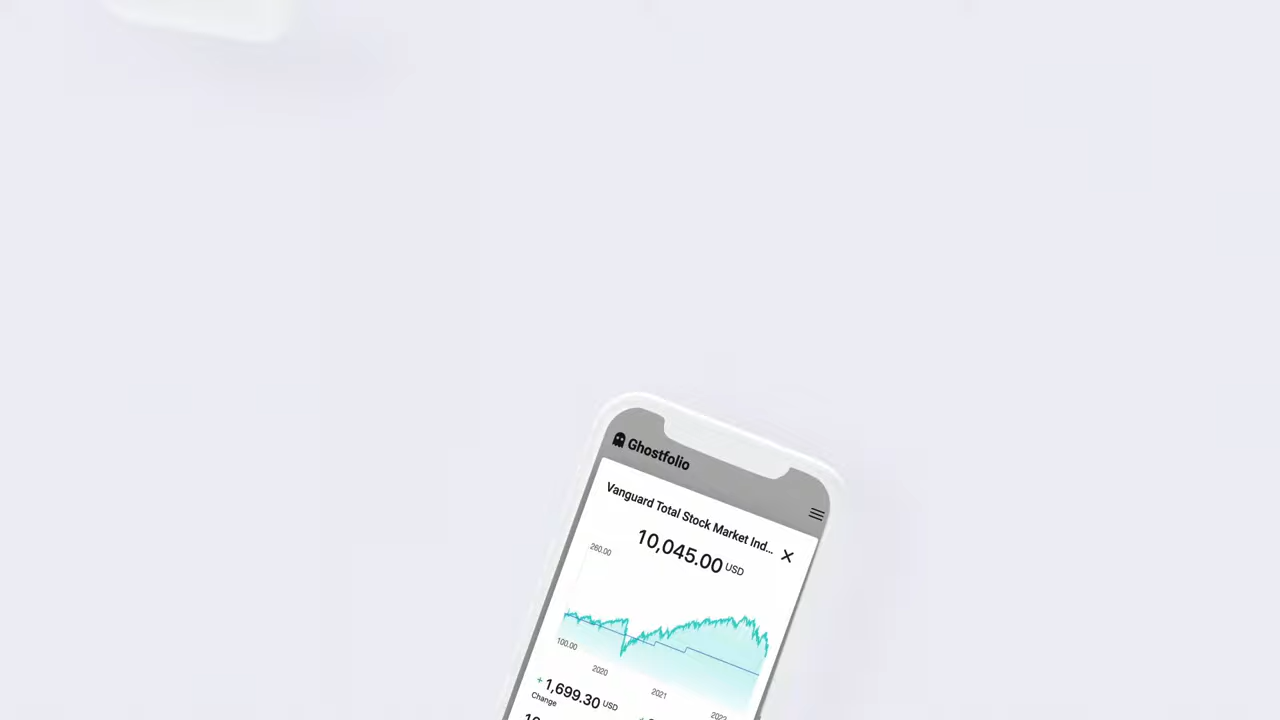 Ghostfolio
Vanguard Total Stock Market Ind...
10,045.00 USD
260.00
100.00
2020
2021
+ 1,699.30 USD
Change